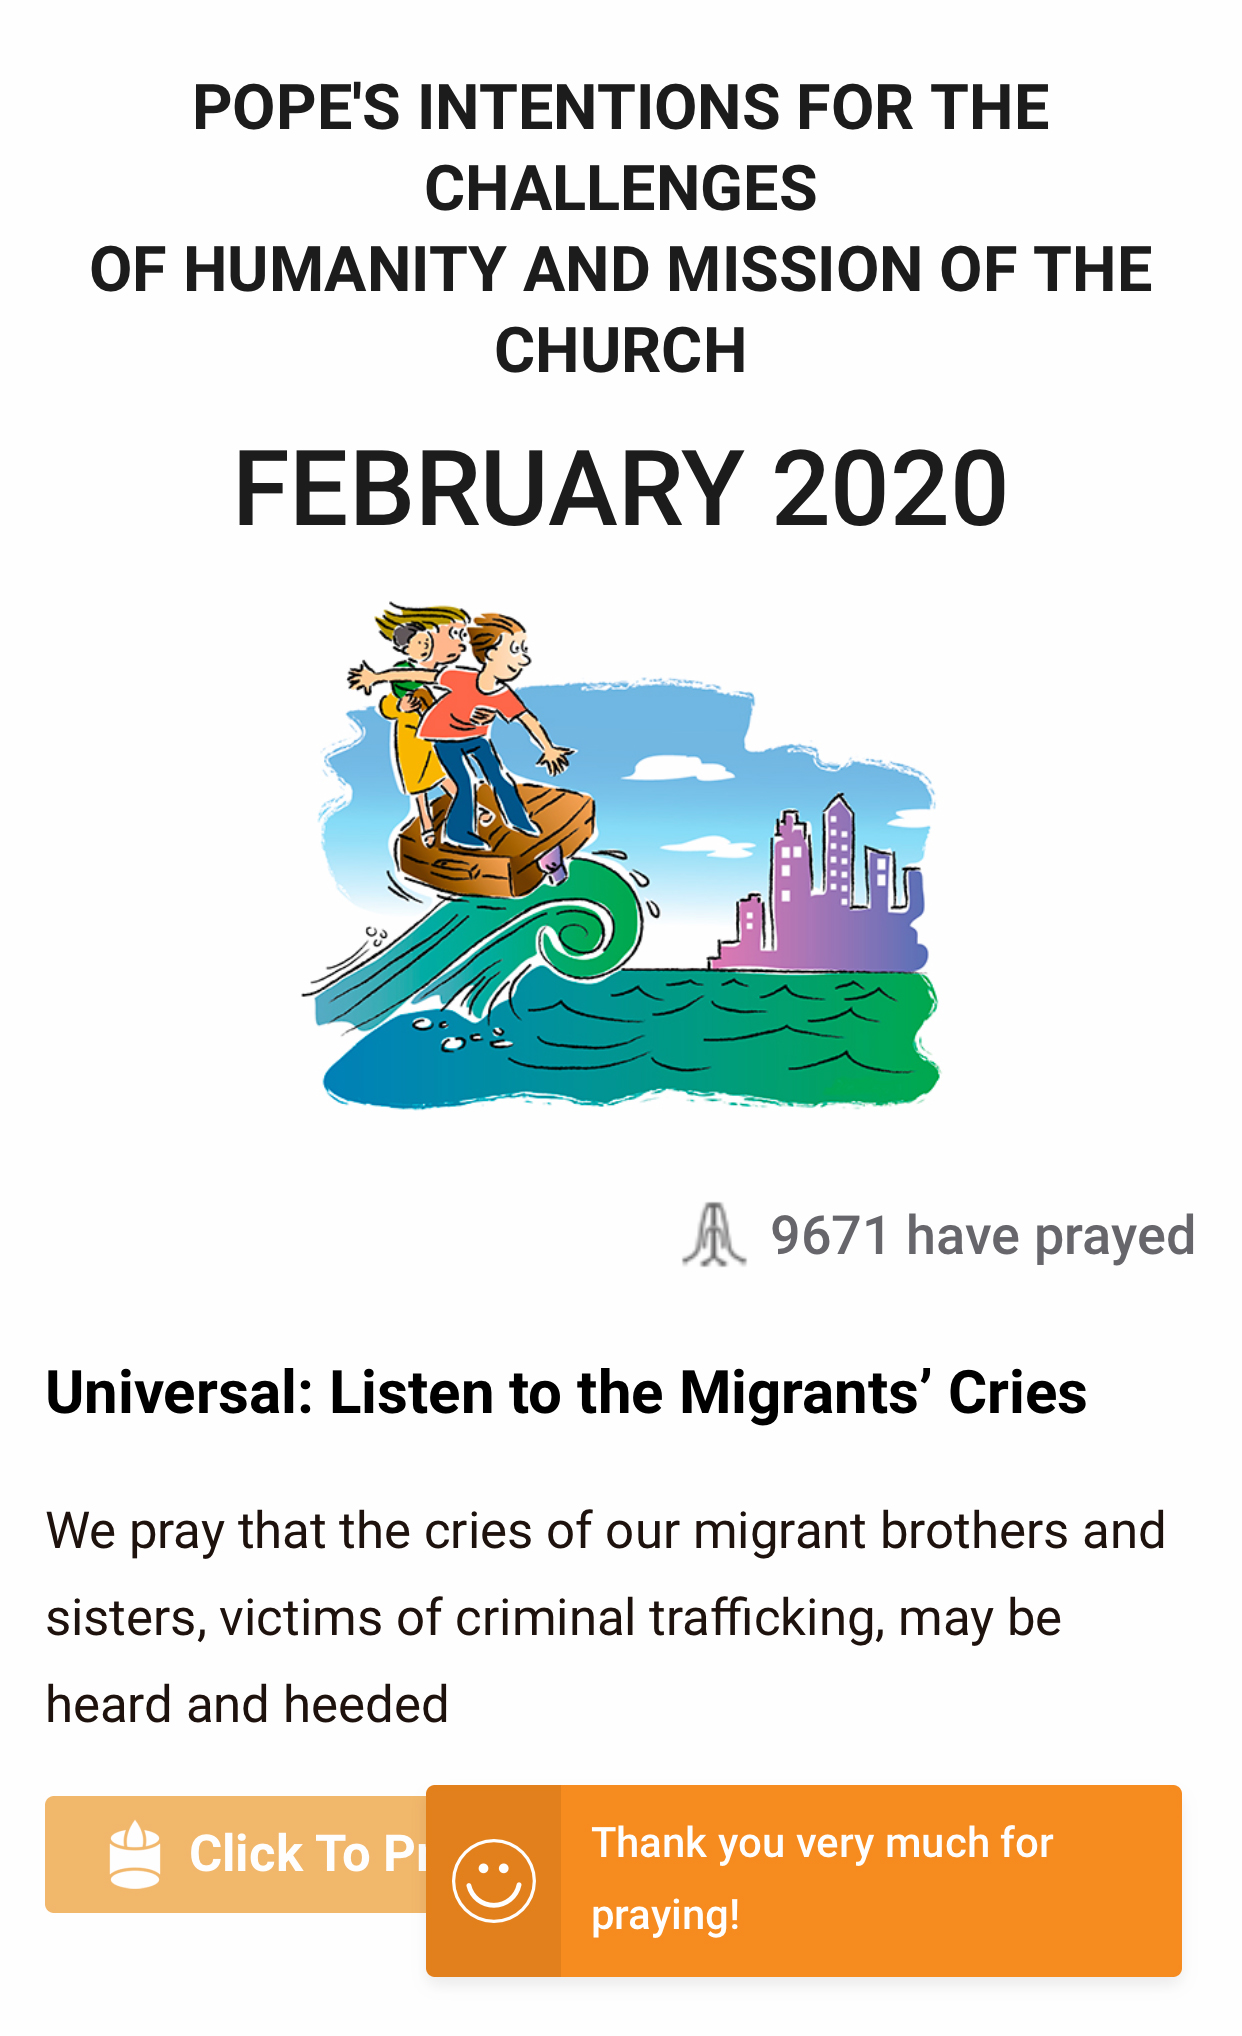 POPE'S INTENTIONS FOR THE
CHALLENGES
OF HUMANITY AND MISSION OF THE
CHURCH
FEBRUARY 2020
9671 have prayed
Universal: Listen to the Migrants’ Cries
We pray that the cries of our migrant brothers and
sisters, victims of criminal trafficking, may be
heard and heeded
Click To
Thank you very much for
praying!